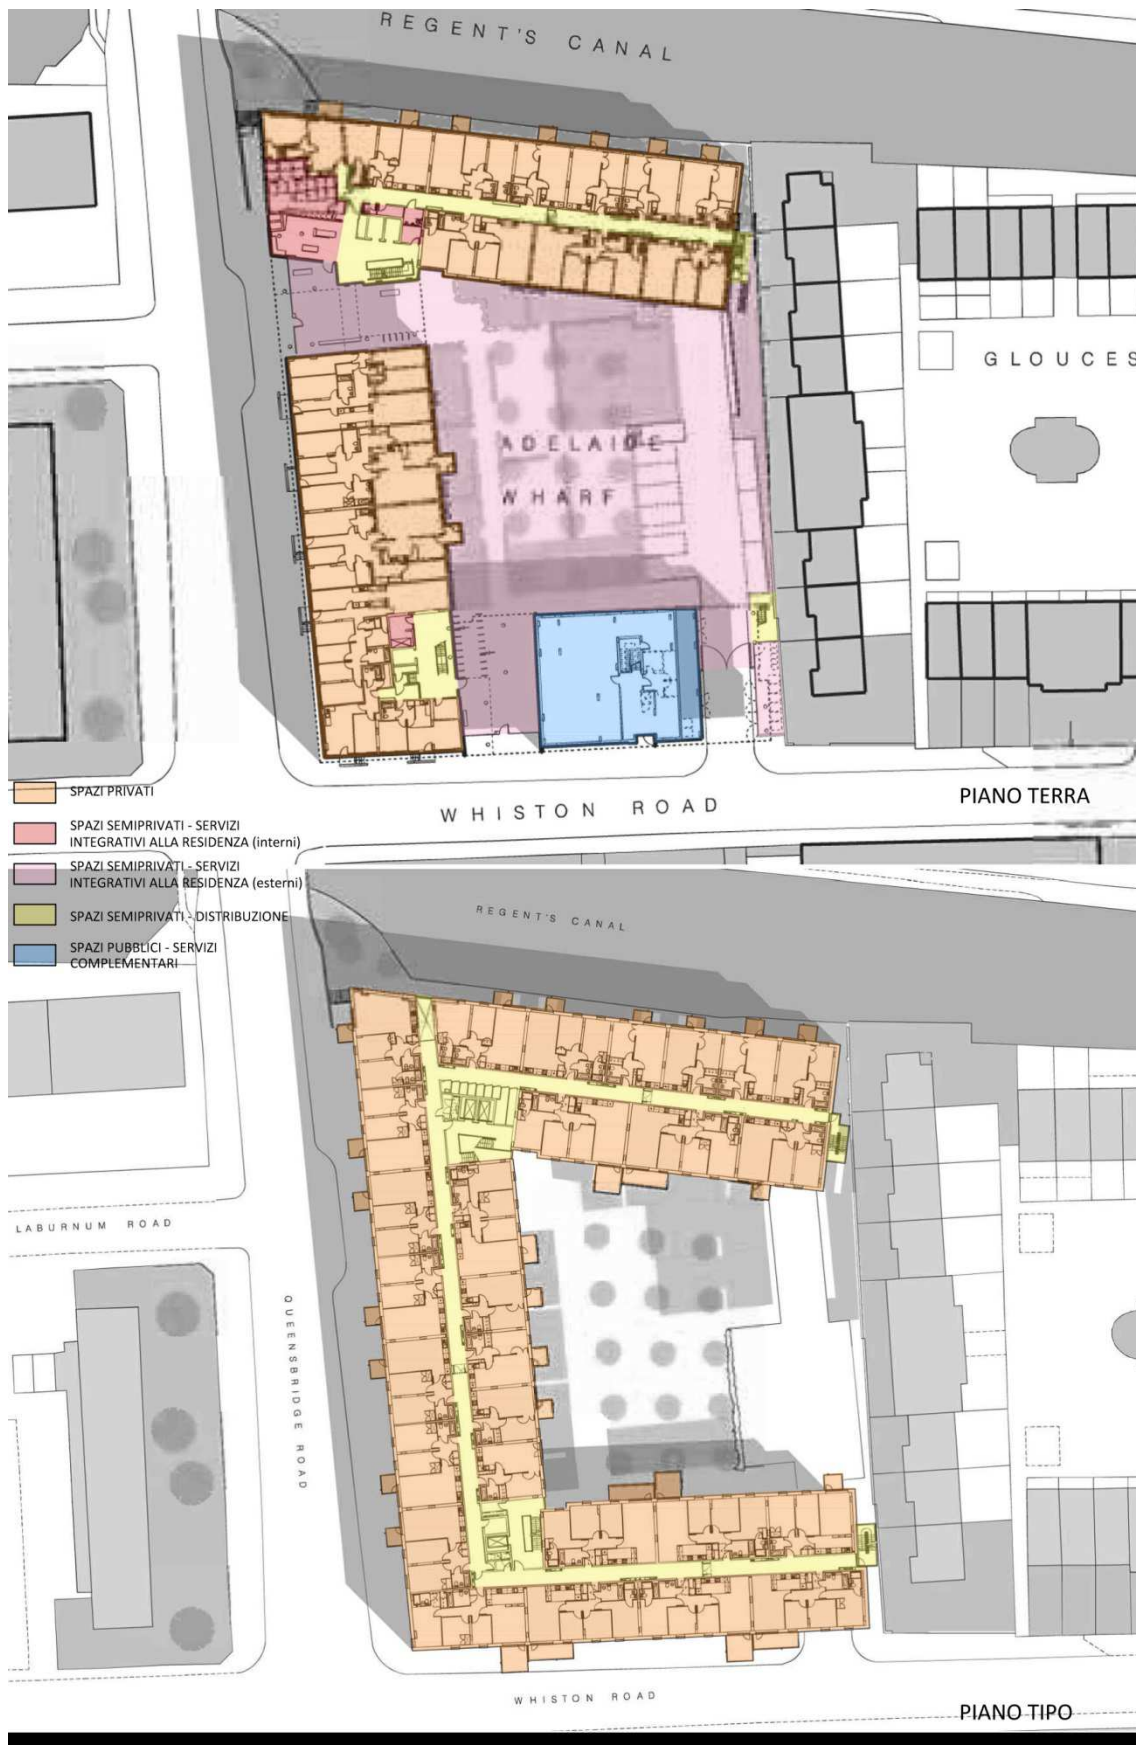 REGENT'S CANAL
GLOUCES
ADELAIDE
WHARF
SPAZI PRIVATI
PIANO TERRA
WHISTON ROAD
SPAZI SEMIPRIVATI - SERVIZI
INTEGRATIVI ALLA RESIDENZA (interni)
SPAZI SEMIPRIVATI - SERVIZI
INTEGRATIVI ALLA RESIDENZA (esterni)
SPAZI SEMIPRIVATI - DISTRIBUZIONE
SPAZI PUBBLICI - SERVIZI
COMPLEMENTARI
REGENT'S CANAL
LABURNUM ROAD
QUEENSBRIDGE ROAD
WHISTON ROAD
PIANO TIPO